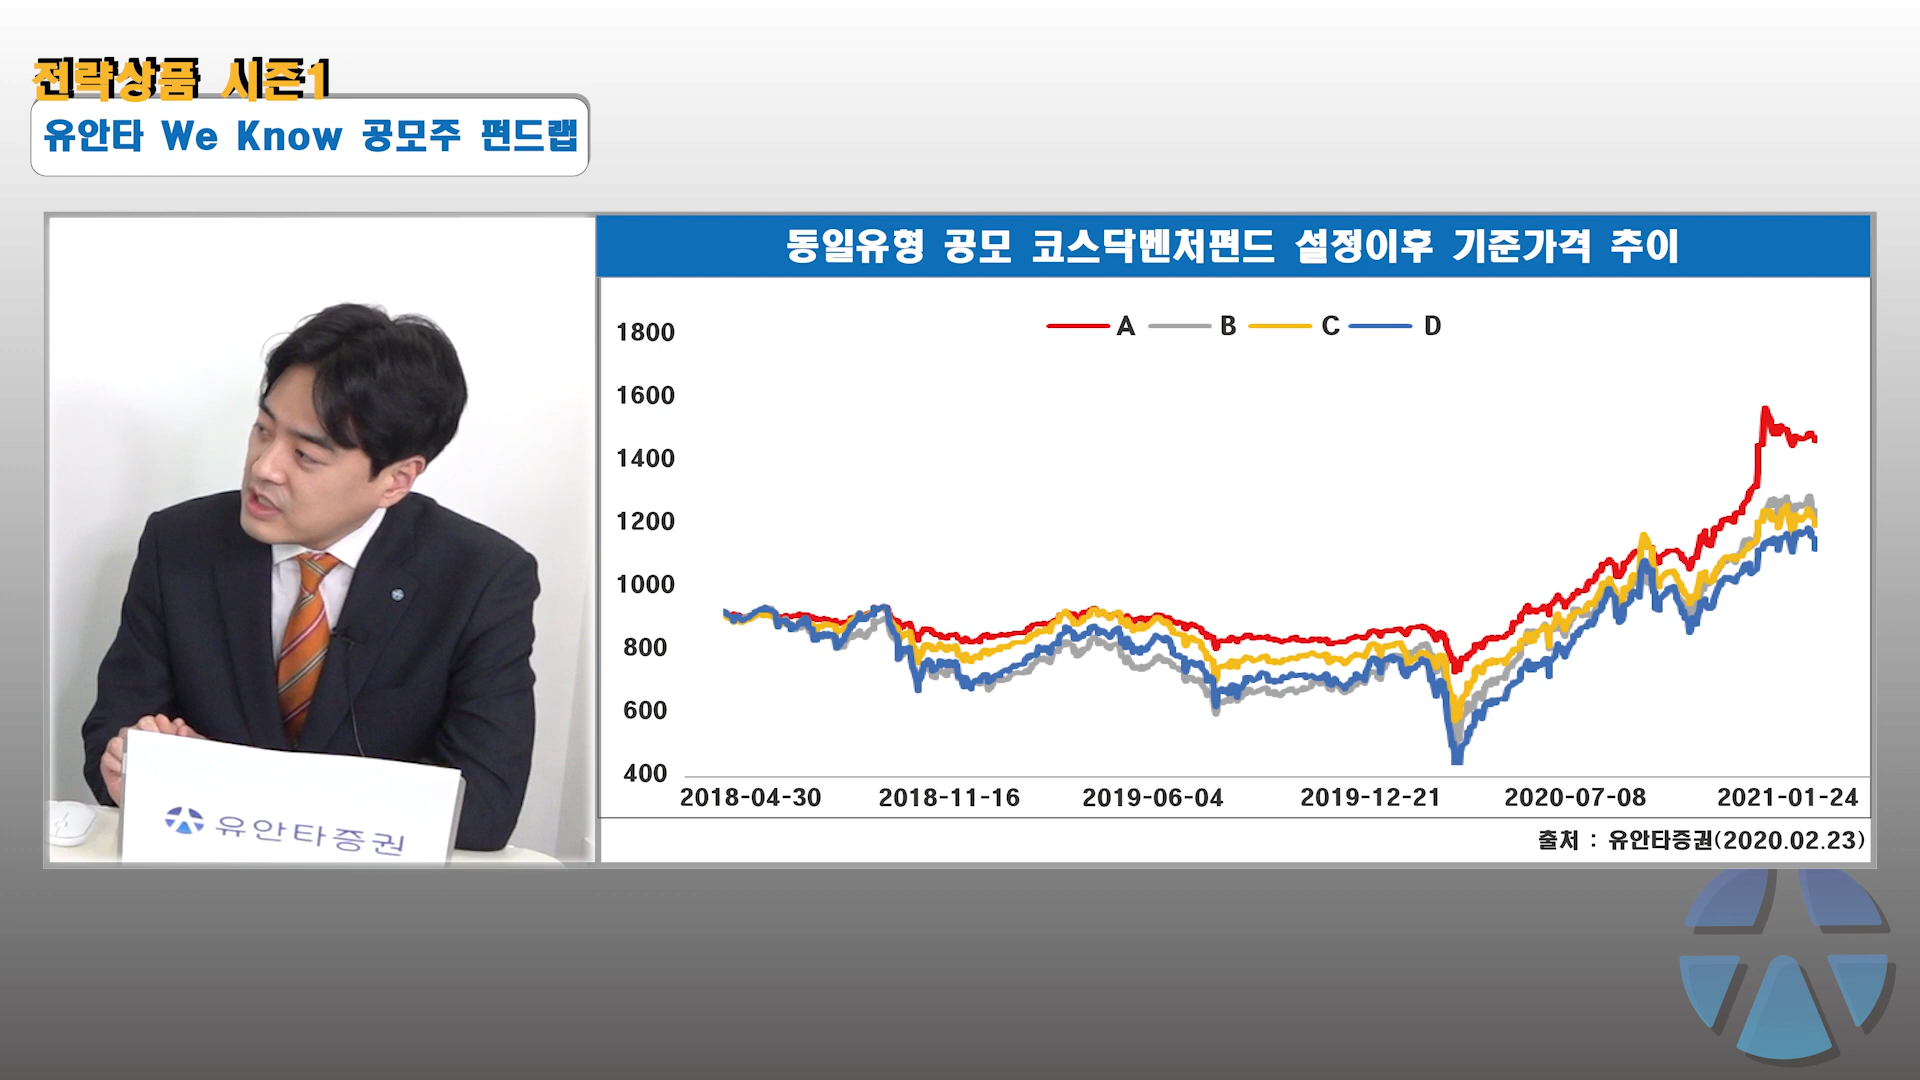 전략상품 시즌1
유안타 We Know 공모주 펀드랩
동일유형 공모 코스닥벤처펀드 설정이후 기준가격 추이
A B C D
1800
1600
1400
1200
1000
800
600
400
2018-04-30 2018-11-16 2019-06-04 2019-12-21 2020-07-08 2021-01-24
출처 : 유안타증권(2020.02.23)
유안타증권